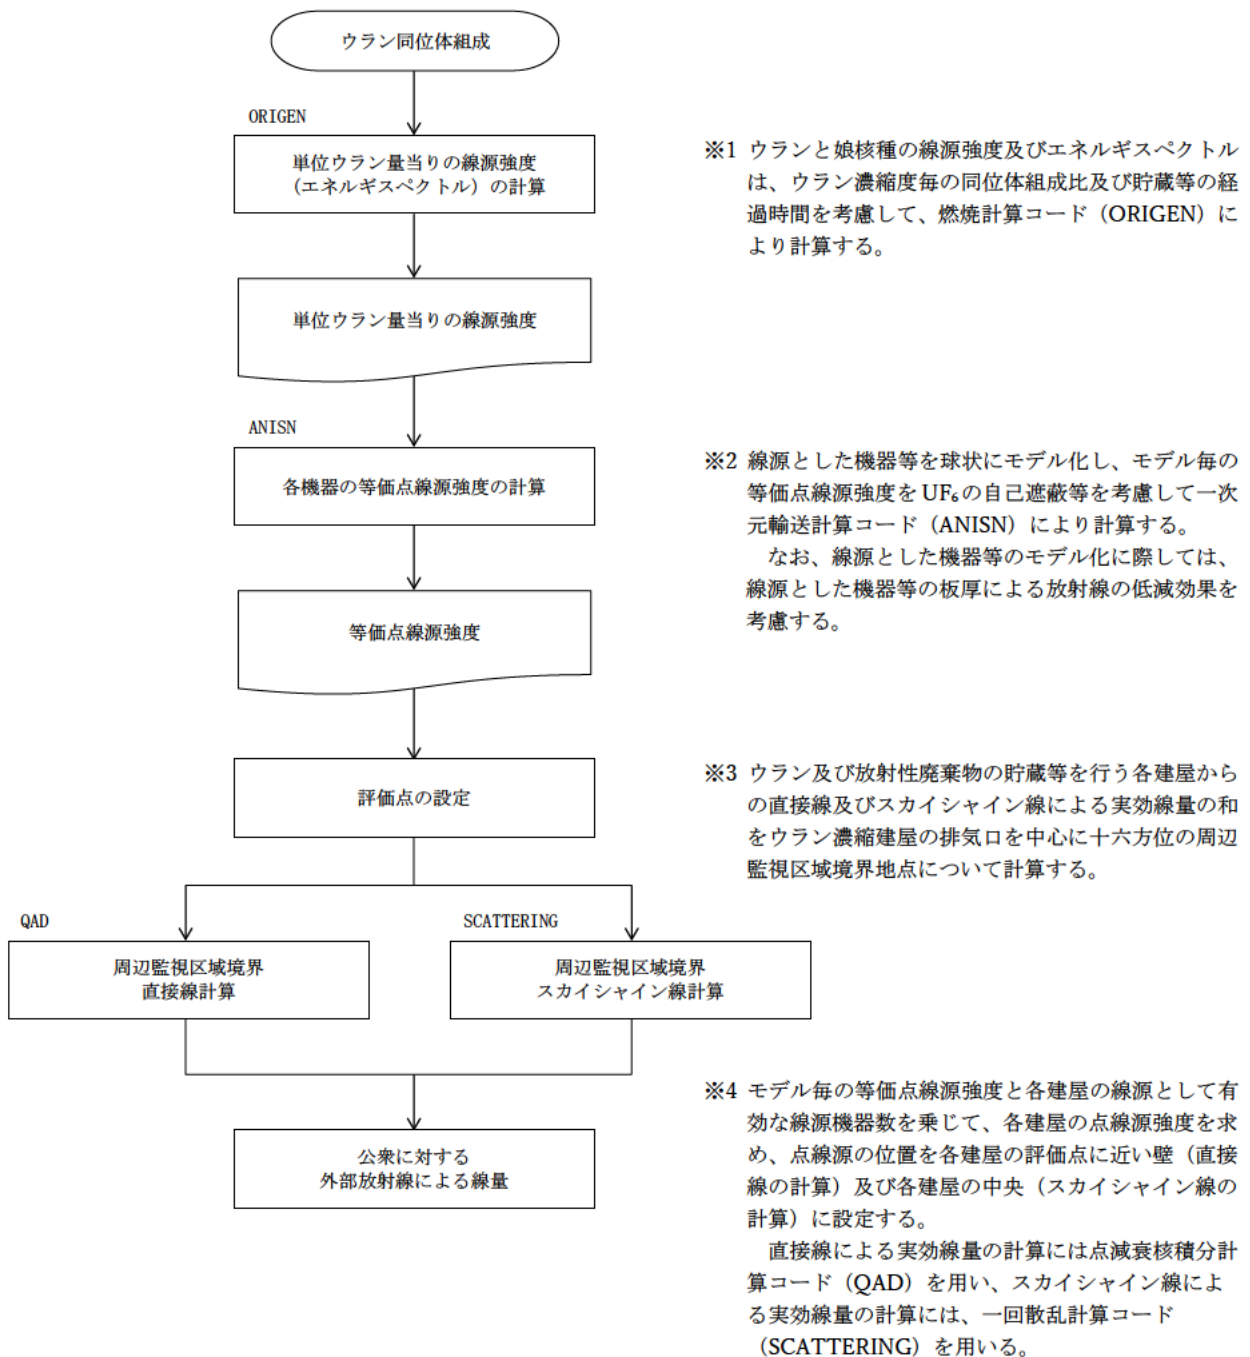 ウラン同位体組成
ORIGEN
単位ウラン量当りの線源強度
(エネルギスペクトル）の計算
単位ウラン量当りの線源強度
ANISN
各機器の等価点線源強度の計算
等価点線源強度
評価点の設定
QAD
周辺監視区域境界
直接線計算
SCATTERING
周辺監視区域境界
スカイシャイン線計算
公衆に対する
外部放射線による線量
※1 ウランと娘核種の線源強度及びエネルギスペクトル
は、ウラン濃縮度毎の同位体組成比及び貯蔵等の経
過時間を考慮して、燃焼計算コード（ORIGEN）に
より計算する。
※2 線源とした機器等を球状にモデル化し、モデル毎の
等価点線源強度をUF₆の自己遮蔽等を考慮して一次
元輸送計算コード（ANISN）により計算する。
なお、線源とした機器等のモデル化に際しては、
線源とした機器等の板厚による放射線の低減効果を
考慮する。
※3 ウラン及び放射性廃棄物の貯蔵等を行う各建屋から
の直接線及びスカイシャイン線による実効線量の和
をウラン濃縮建屋の排気口を中心に十六方位の周辺
監視区域境界地点について計算する。
※4 モデル毎の等価点線源強度と各建屋の線源として有
効な線源機器数を乗じて、各建屋の点線源強度を求
め、点線源の位置を各建屋の評価点に近い壁（直接
線の計算）及び各建屋の中央（スカイシャイン線の
計算）に設定する。
直接線による実効線量の計算には点減衰核積分計
算コード（QAD）を用い、スカイシャイン線によ
る実効線量の計算には、一回散乱計算コード
（SCATTERING）を用いる。